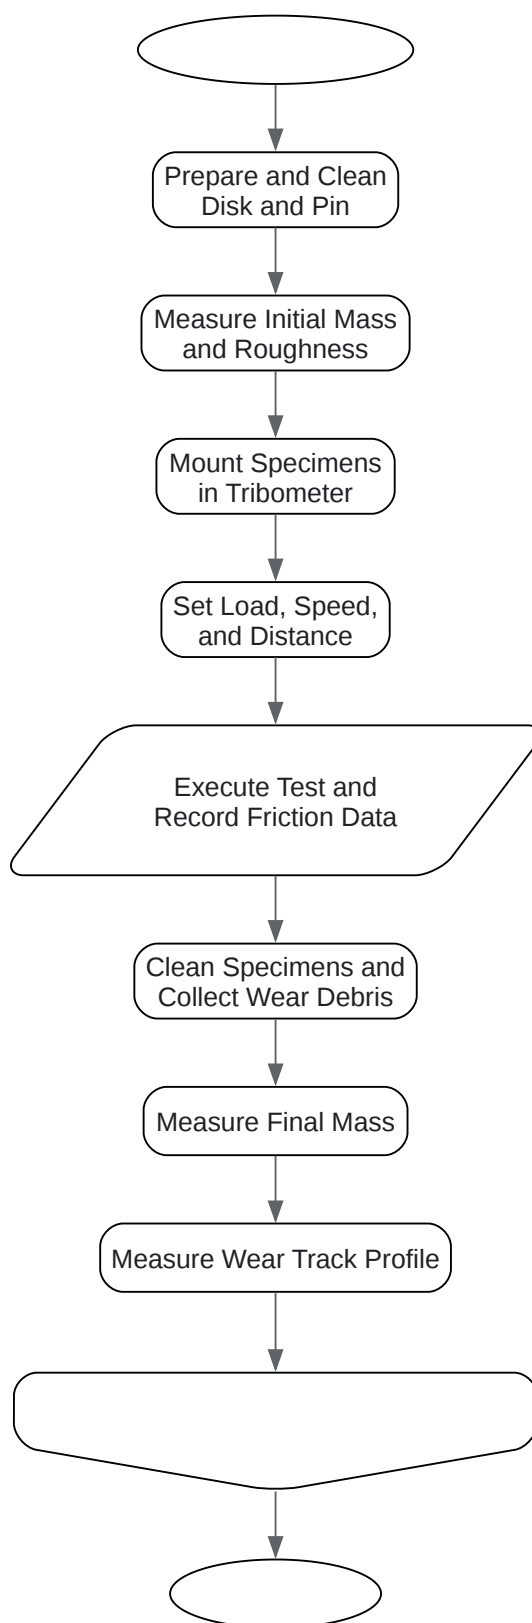 Prepare and Clean
Disk and Pin
Measure Initial Mass
and Roughness
Mount Specimens
in Tribometer
Set Load, Speed,
and Distance
Execute Test and
Record Friction Data
Clean Specimens and
Collect Wear Debris
Measure Final Mass
Measure Wear Track Profile